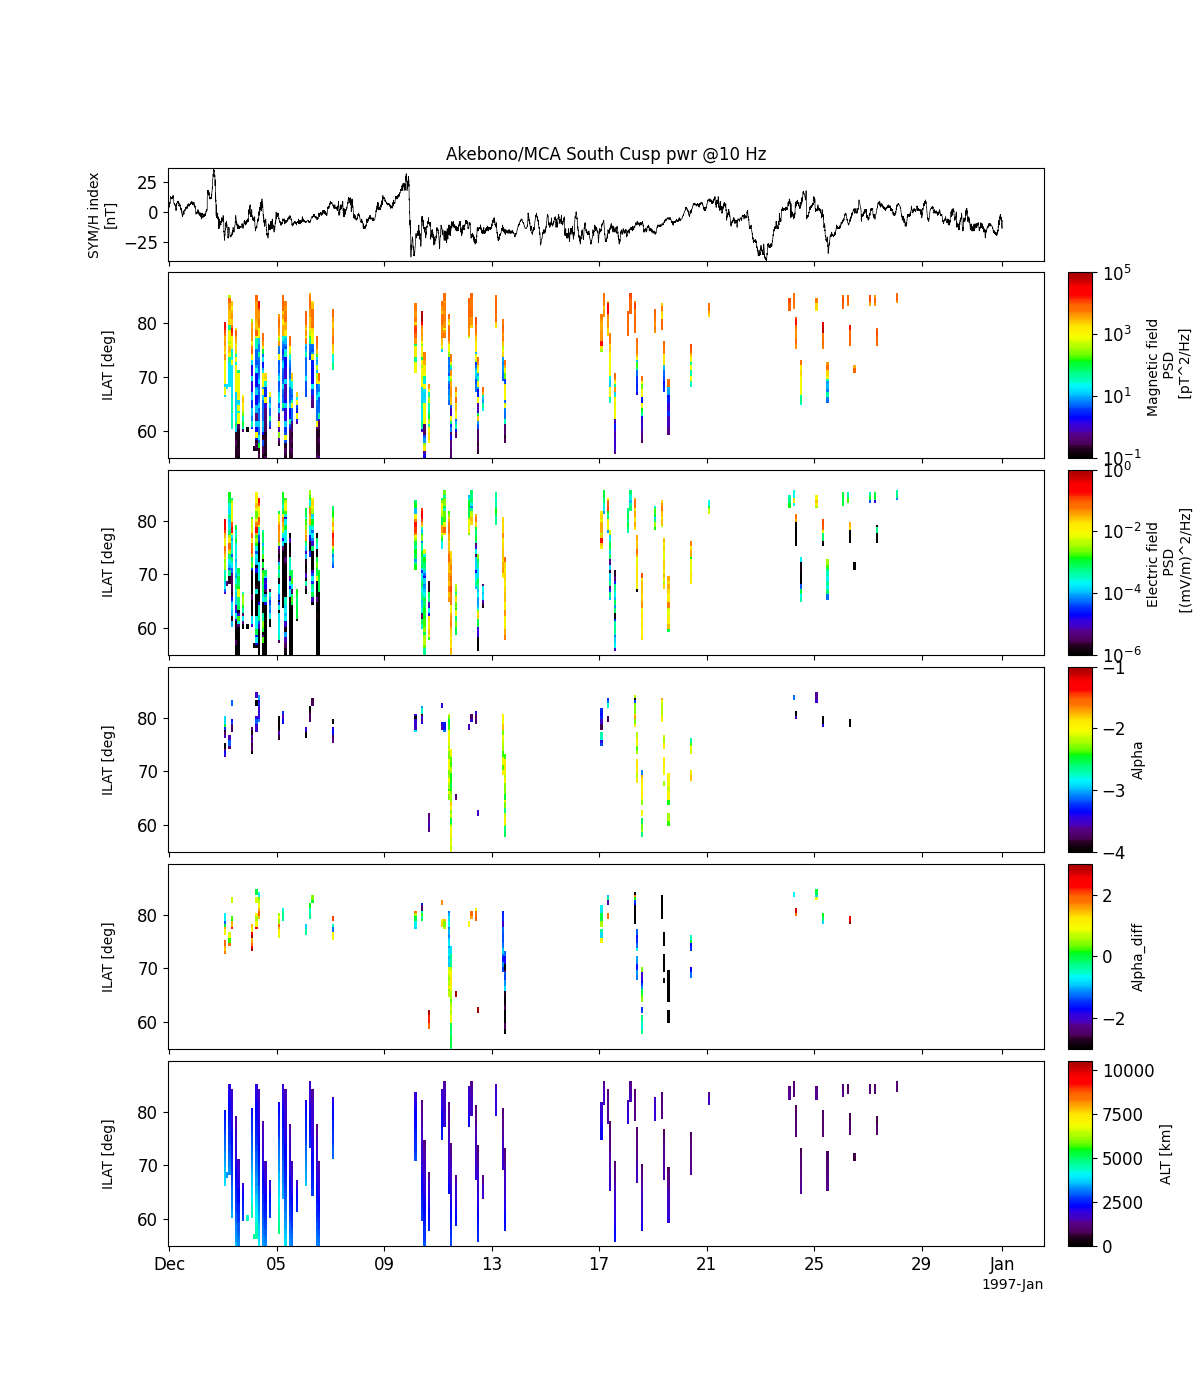 Akebono/MCA South Cusp pwr @10 Hz
SYM/H index
[nT]
25
0
−25
ILAT [deg]
80
70
60
10^5
10^3
10^1
10^-1
Magnetic field
PSD
[pT^2/Hz]
ILAT [deg]
80
70
60
10^0
10^-2
10^-4
10^-6
Electric field
PSD
[(mV/m)^2/Hz]
ILAT [deg]
80
70
60
−1
−2
−3
−4
Alpha
ILAT [deg]
80
70
60
2
0
−2
Alpha_diff
ILAT [deg]
80
70
60
10000
7500
5000
2500
0
ALT [km]
Dec 05 09 13 17 21 25 29 Jan
1997-Jan